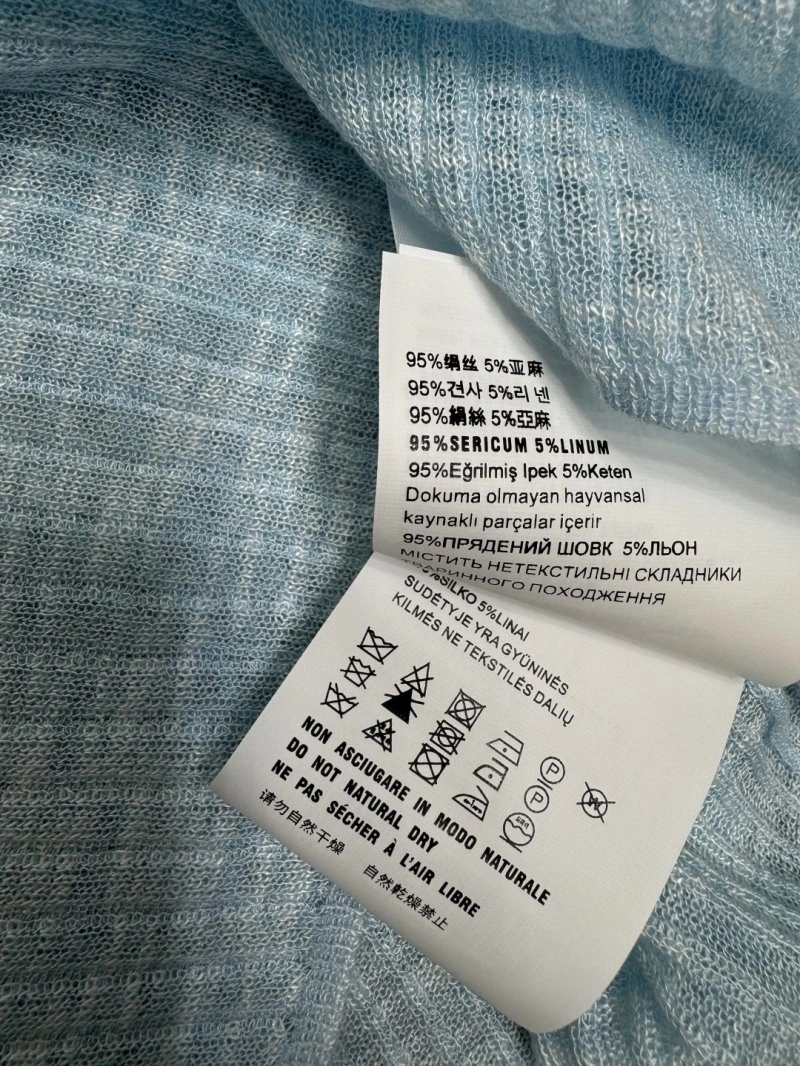 95%绢丝 5%亚麻
95%견사 5%리넨
95%絹絲 5%亞麻
95%SERICUM 5%LINUM
95%Eğrilmiş Ipek 5%Keten
Dokuma olmayan hayvansal
kaynaklı parçalar içerir
95%ПРЯДЕНИЙ ШОВК 5%ЛЬОН
МІСТИТЬ НЕТЕКСТИЛЬНІ СКЛАДНИКИ
ТВАРИННОГО ПОХОДЖЕННЯ
%SILKO 5%LINAI
SUDĖTYJE YRA GYŪNINĖS
KILMĖS NE TEKSTILĖS DALIŲ
P
P
NON ASCIUGARE IN MODO NATURALE
DO NOT NATURAL DRY
NE PAS SÉCHER À L'AIR LIBRE
请勿自然干燥 自然乾燥禁止